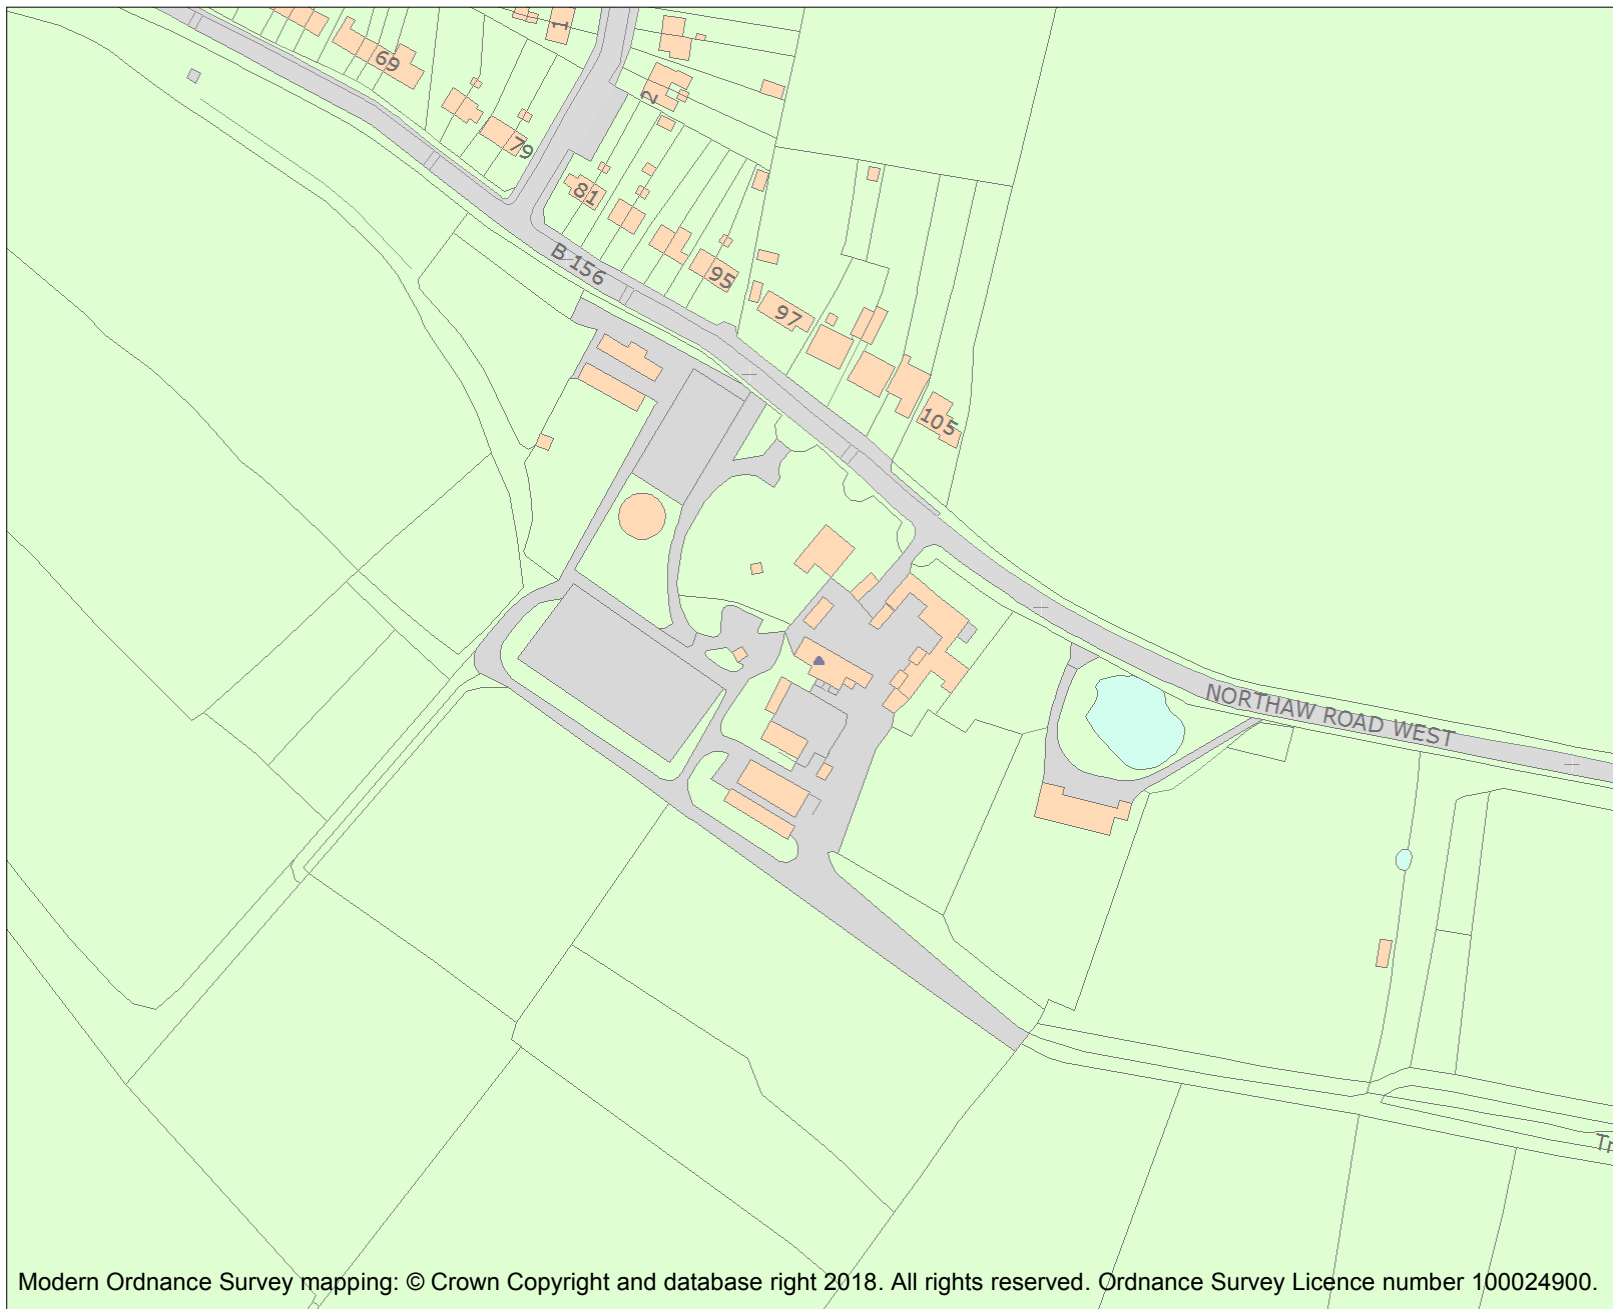 1
69
2
79
81
B 156
95
97
105
NORTHAW ROAD WEST
Tr
Modern Ordnance Survey mapping: © Crown Copyright and database right 2018. All rights reserved. Ordnance Survey Licence number 100024900.